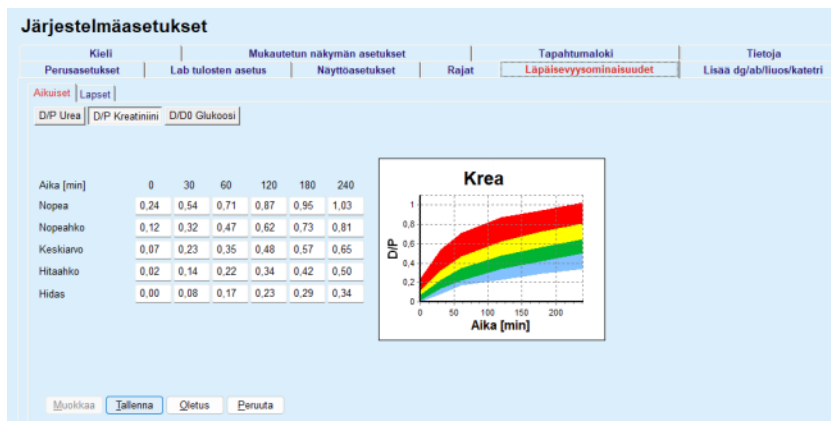 Järjestelmäasetukset
Kieli Mukautetun näkymän asetukset Tapahtumaloki Tietoja
Perusasetukset Lab tulosten asetus Näyttöasetukset Rajat Läpäisevyysominaisuudet Lisää dg/ab/liuos/katetri
Aikuiset Lapset
D/P Urea D/P Kreatiniini D/D0 Glukoosi
Aika [min] 0 30 60 120 180 240
Nopea 0,24 0,54 0,71 0,87 0,95 1,03
Nopeahko 0,12 0,32 0,47 0,62 0,73 0,81
Keskiarvo 0,07 0,23 0,35 0,48 0,57 0,65
Hitaahko 0,02 0,14 0,22 0,34 0,42 0,50
Hidas 0,00 0,08 0,17 0,23 0,29 0,34
Krea
D/P
1
0,8
0,6
0,4
0,2
0
0 50 100 150 200
Aika [min]
Muokkaa Tallenna Oletus Peruuta